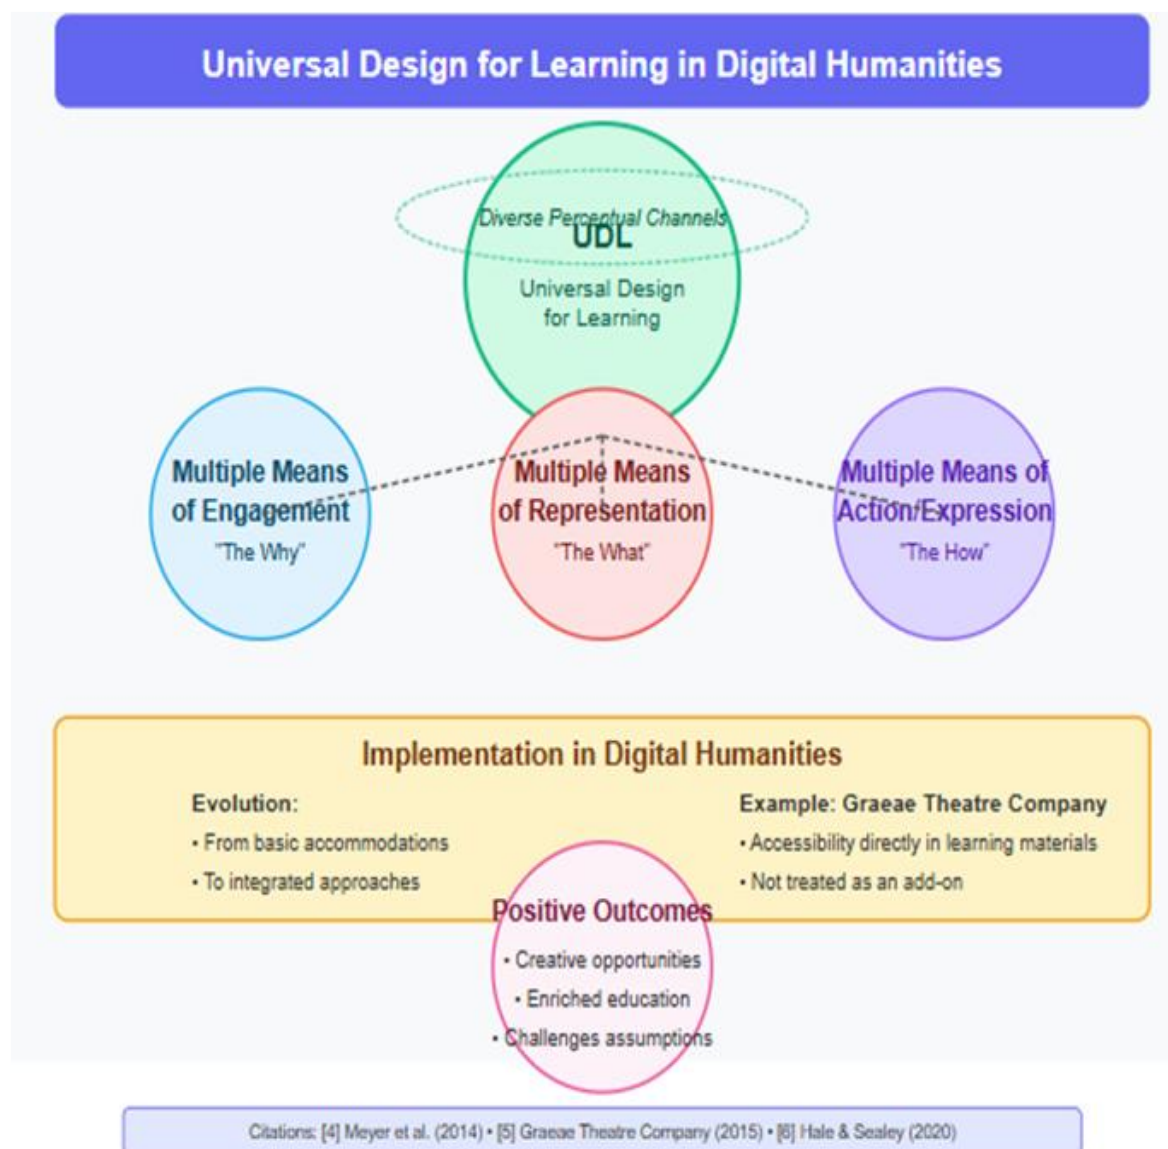 Universal Design for Learning in Digital Humanities
Diverse Perceptual Channels
UDL
Universal Design
for Learning
Multiple Means
of Engagement
"The Why"
Multiple Means
of Representation
"The What"
Multiple Means of
Action/Expression
"The How"
Implementation in Digital Humanities
Evolution:
• From basic accommodations
• To integrated approaches
Example: Graeae Theatre Company
• Accessibility directly in learning materials
• Not treated as an add-on
Positive Outcomes
• Creative opportunities
• Enriched education
• Challenges assumptions
Citations: [4] Meyer et al. (2014) • [5] Graeae Theatre Company (2015) • [6] Hale & Sealey (2020)